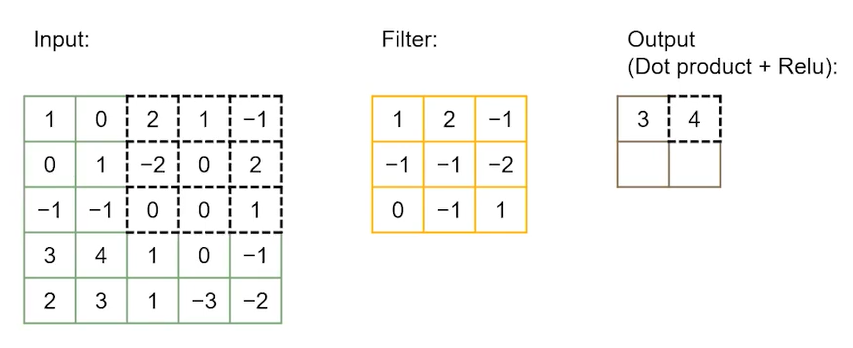 Input:
Filter:
Output
(Dot product + Relu):
1 0 2 1 −1
0 1 −2 0 2
−1 −1 0 0 1
3 4 1 0 −1
2 3 1 −3 −2
1 2 −1
−1 −1 −2
0 −1 1
3 4